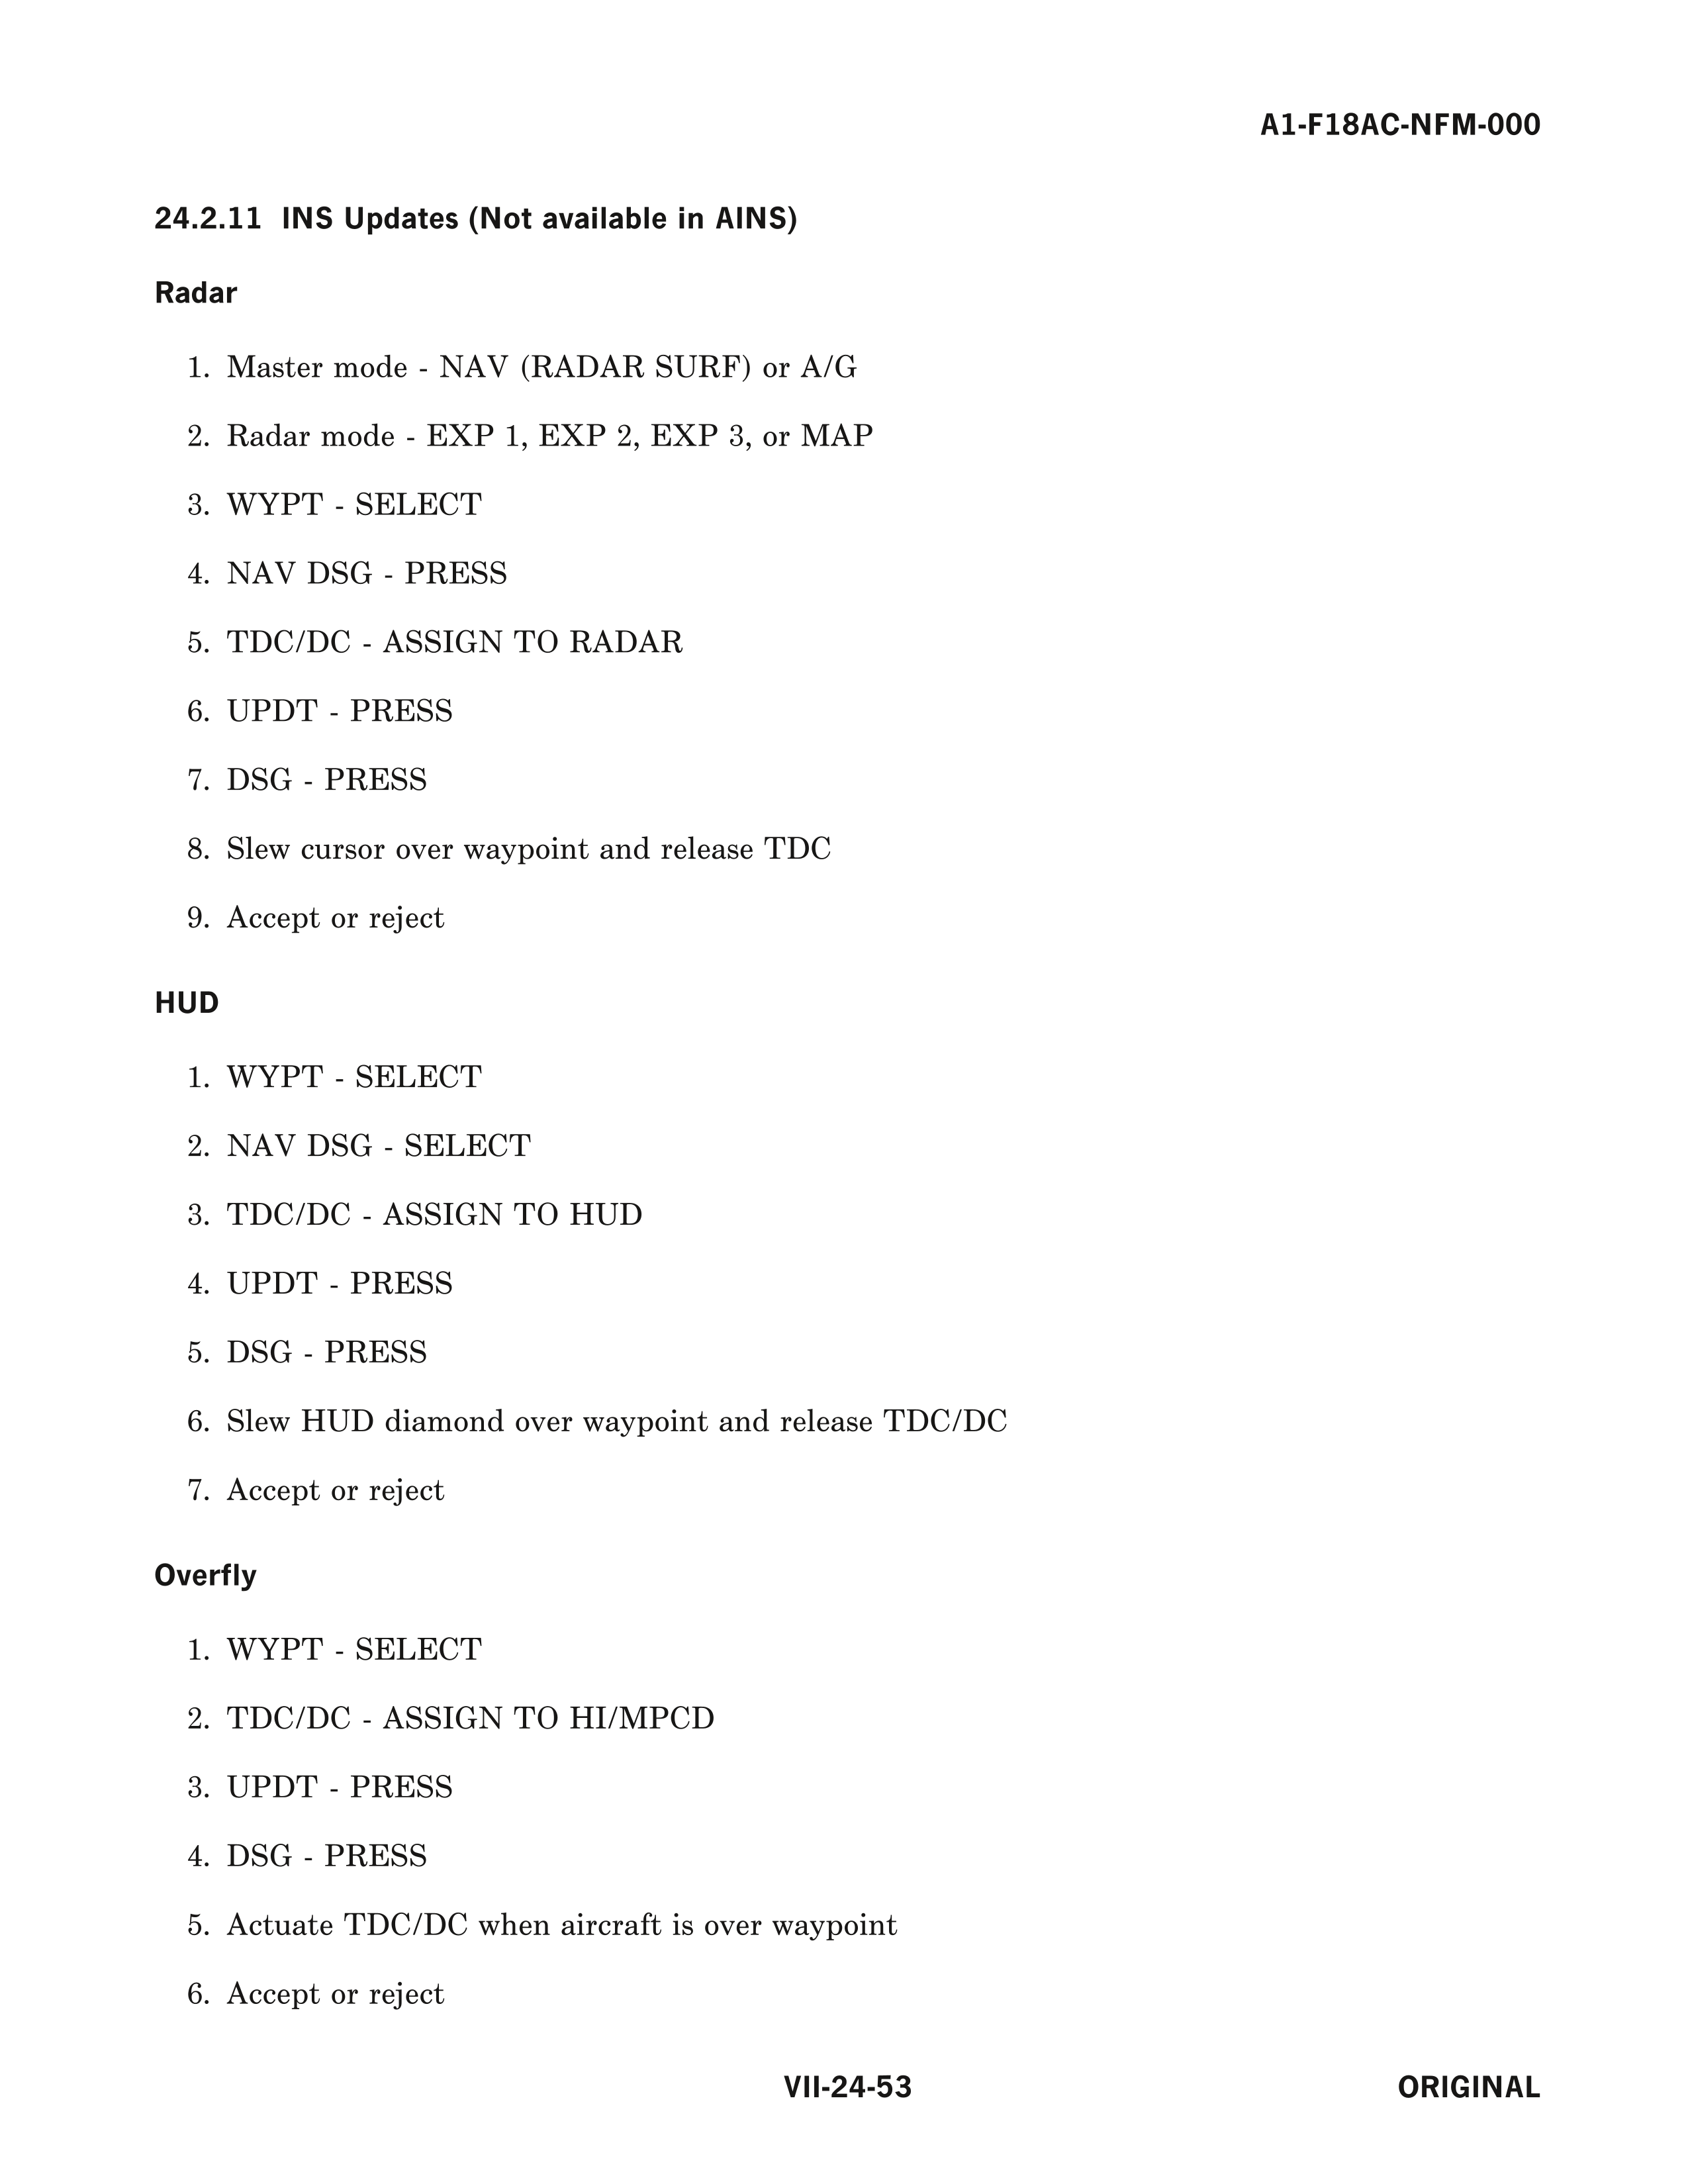 A1-F18AC-NFM-000
24.2.11 INS Updates (Not available in AINS)
Radar
1. Master mode - NAV (RADAR SURF) or A/G
2. Radar mode - EXP 1, EXP 2, EXP 3, or MAP
3. WYPT - SELECT
4. NAV DSG - PRESS
5. TDC/DC - ASSIGN TO RADAR
6. UPDT - PRESS
7. DSG - PRESS
8. Slew cursor over waypoint and release TDC
9. Accept or reject
HUD
1. WYPT - SELECT
2. NAV DSG - SELECT
3. TDC/DC - ASSIGN TO HUD
4. UPDT - PRESS
5. DSG - PRESS
6. Slew HUD diamond over waypoint and release TDC/DC
7. Accept or reject
Overfly
1. WYPT - SELECT
2. TDC/DC - ASSIGN TO HI/MPCD
3. UPDT - PRESS
4. DSG - PRESS
5. Actuate TDC/DC when aircraft is over waypoint
6. Accept or reject
VII-24-53
ORIGINAL